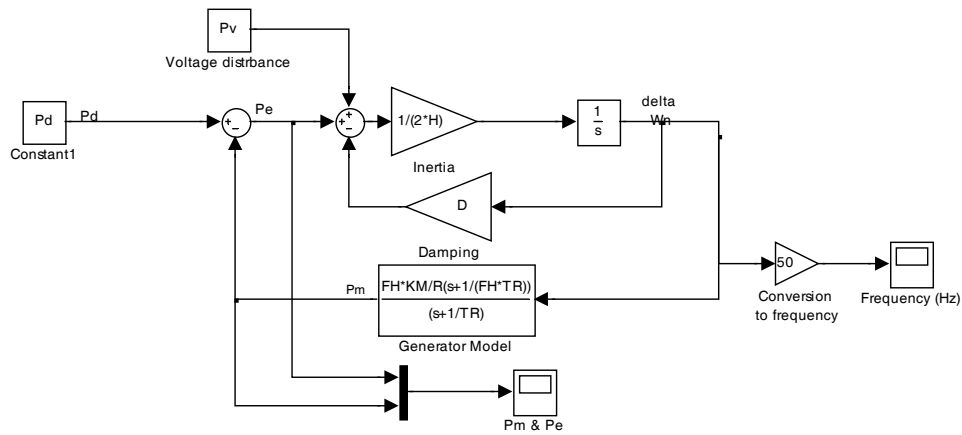 Pv
Voltage distrbance
Pd
Pd
Constant1
+
−
Pe
+
+
−
1/(2*H)
Inertia
1
s
delta
Wn
D
Damping
FH*KM/R(s+1/(FH*TR))
(s+1/TR)
Generator Model
Pm
50
Conversion
to frequency
Frequency (Hz)
Pm & Pe